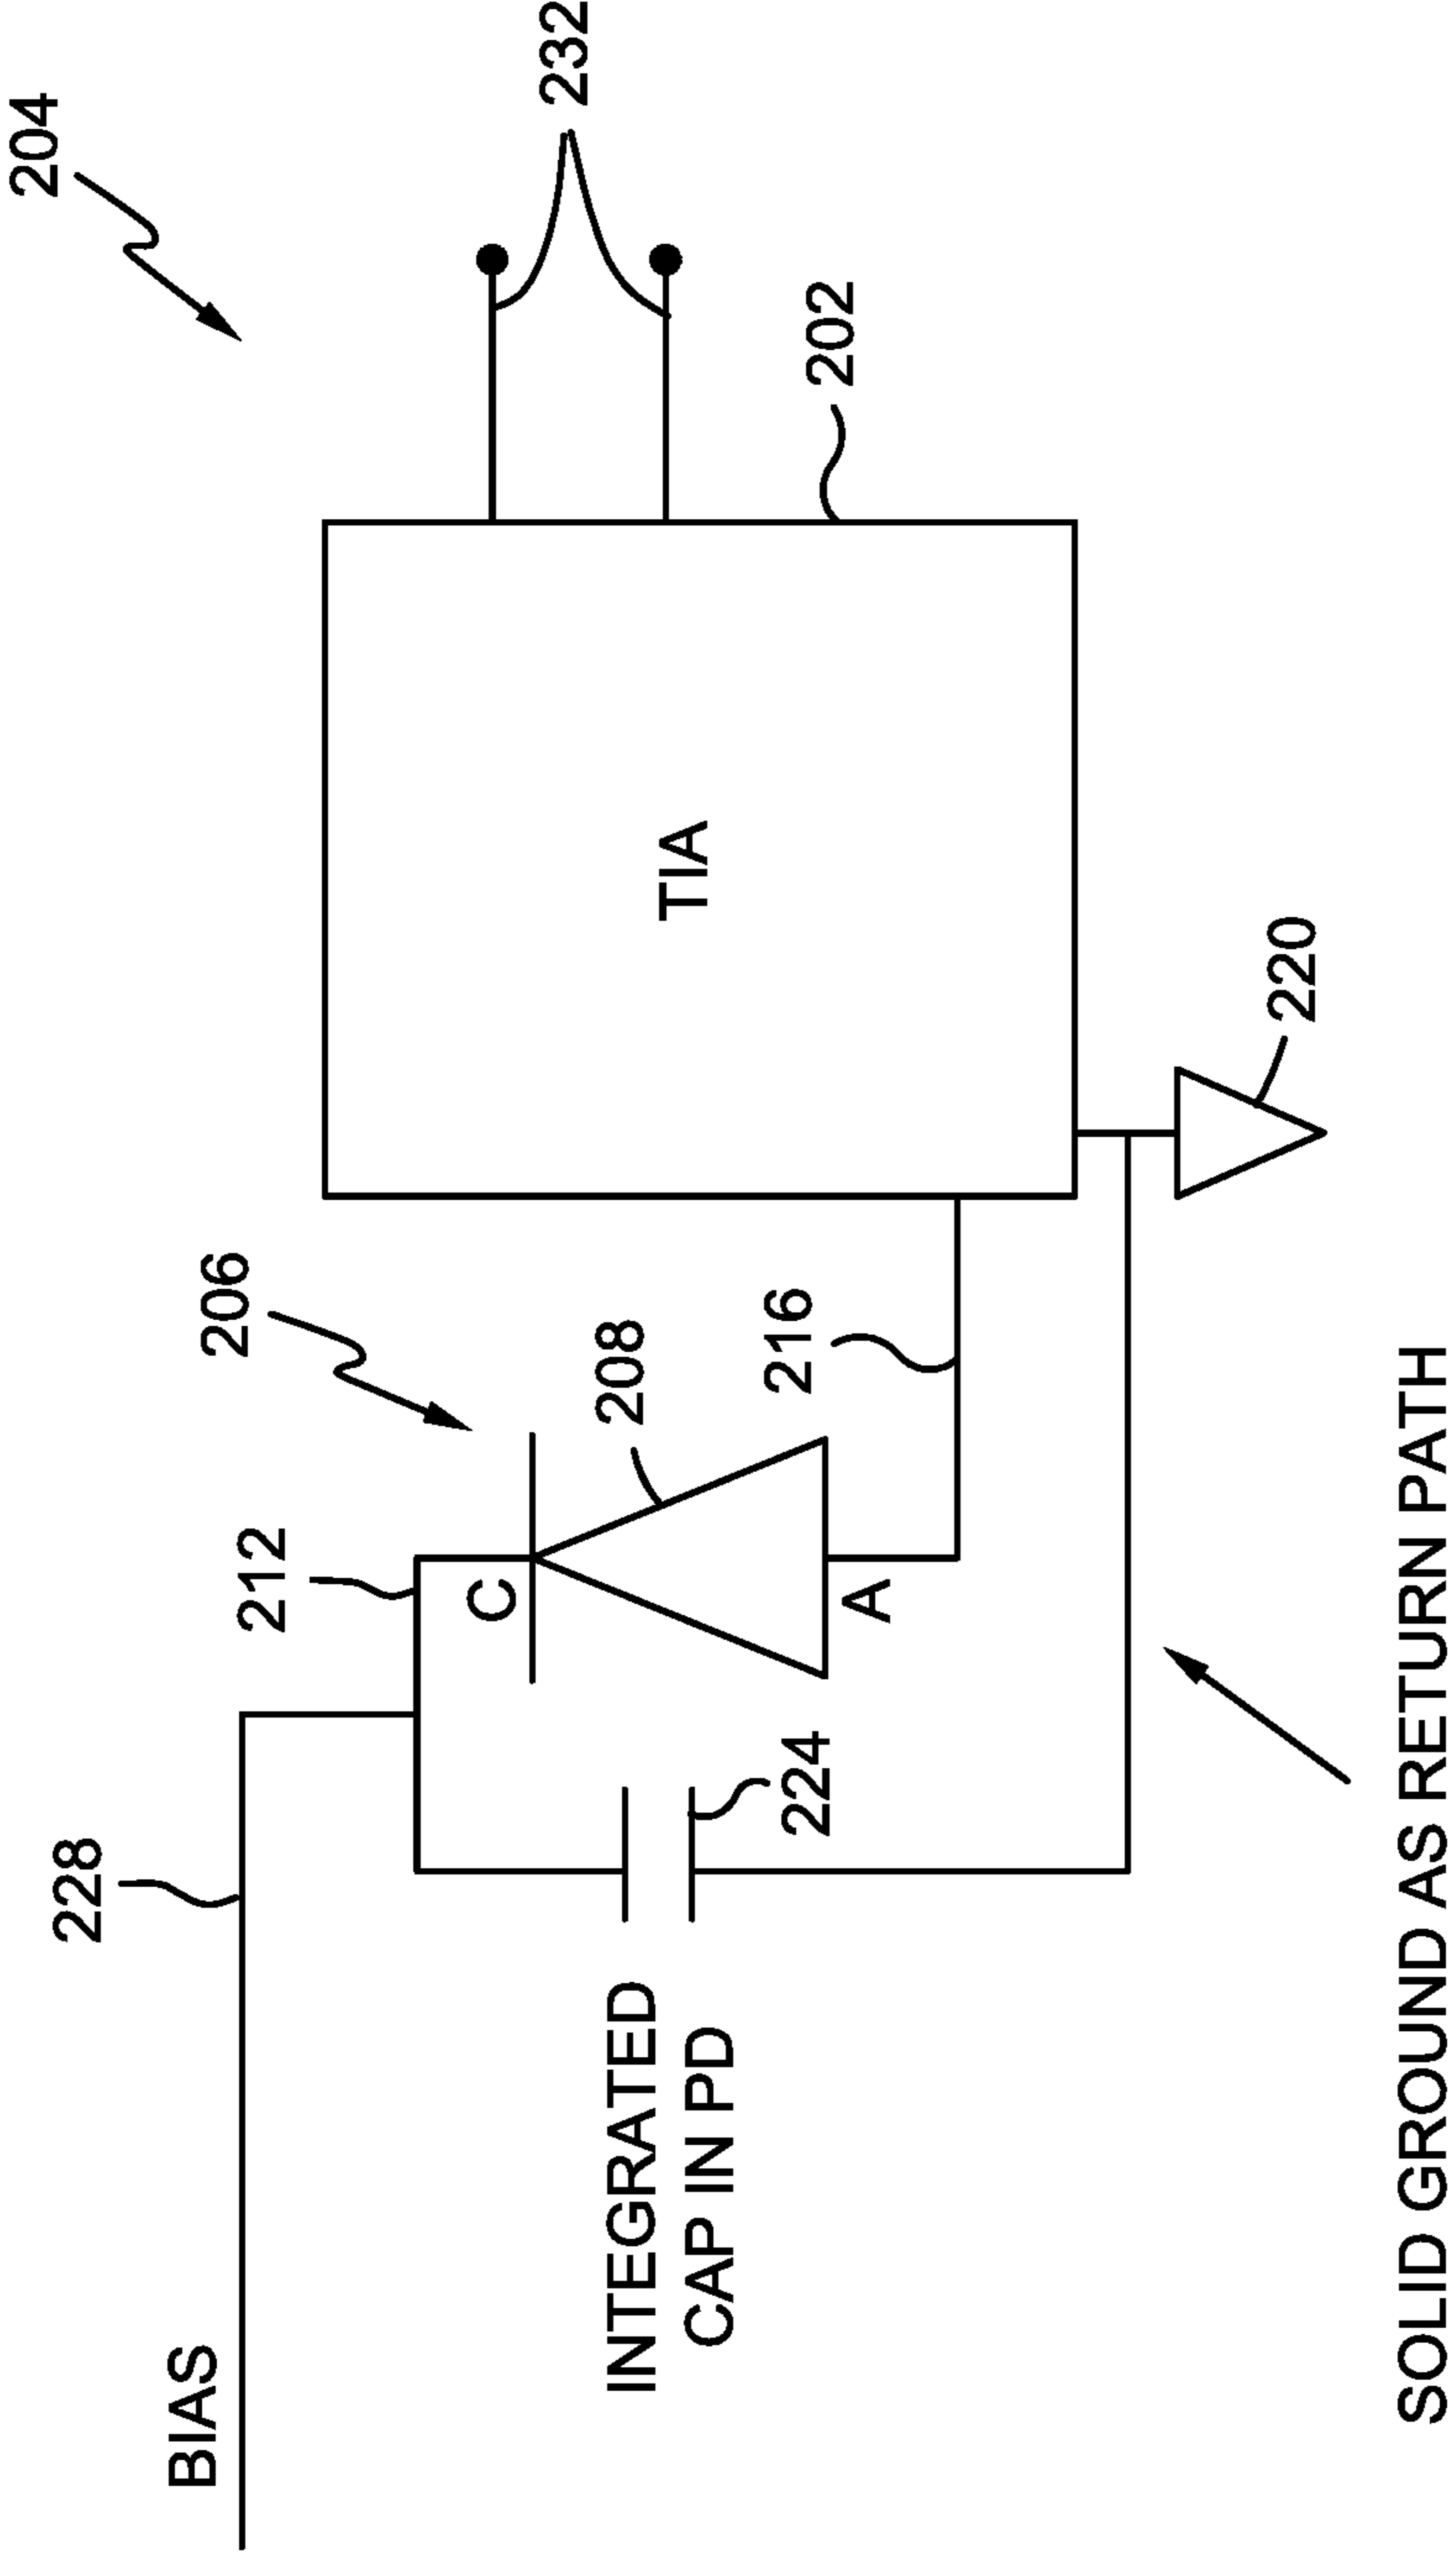 204
BIAS
228
212
206
C
232
INTEGRATED
CAP IN PD
208
TIA
224
216
A
202
220
SOLID GROUND AS RETURN PATH